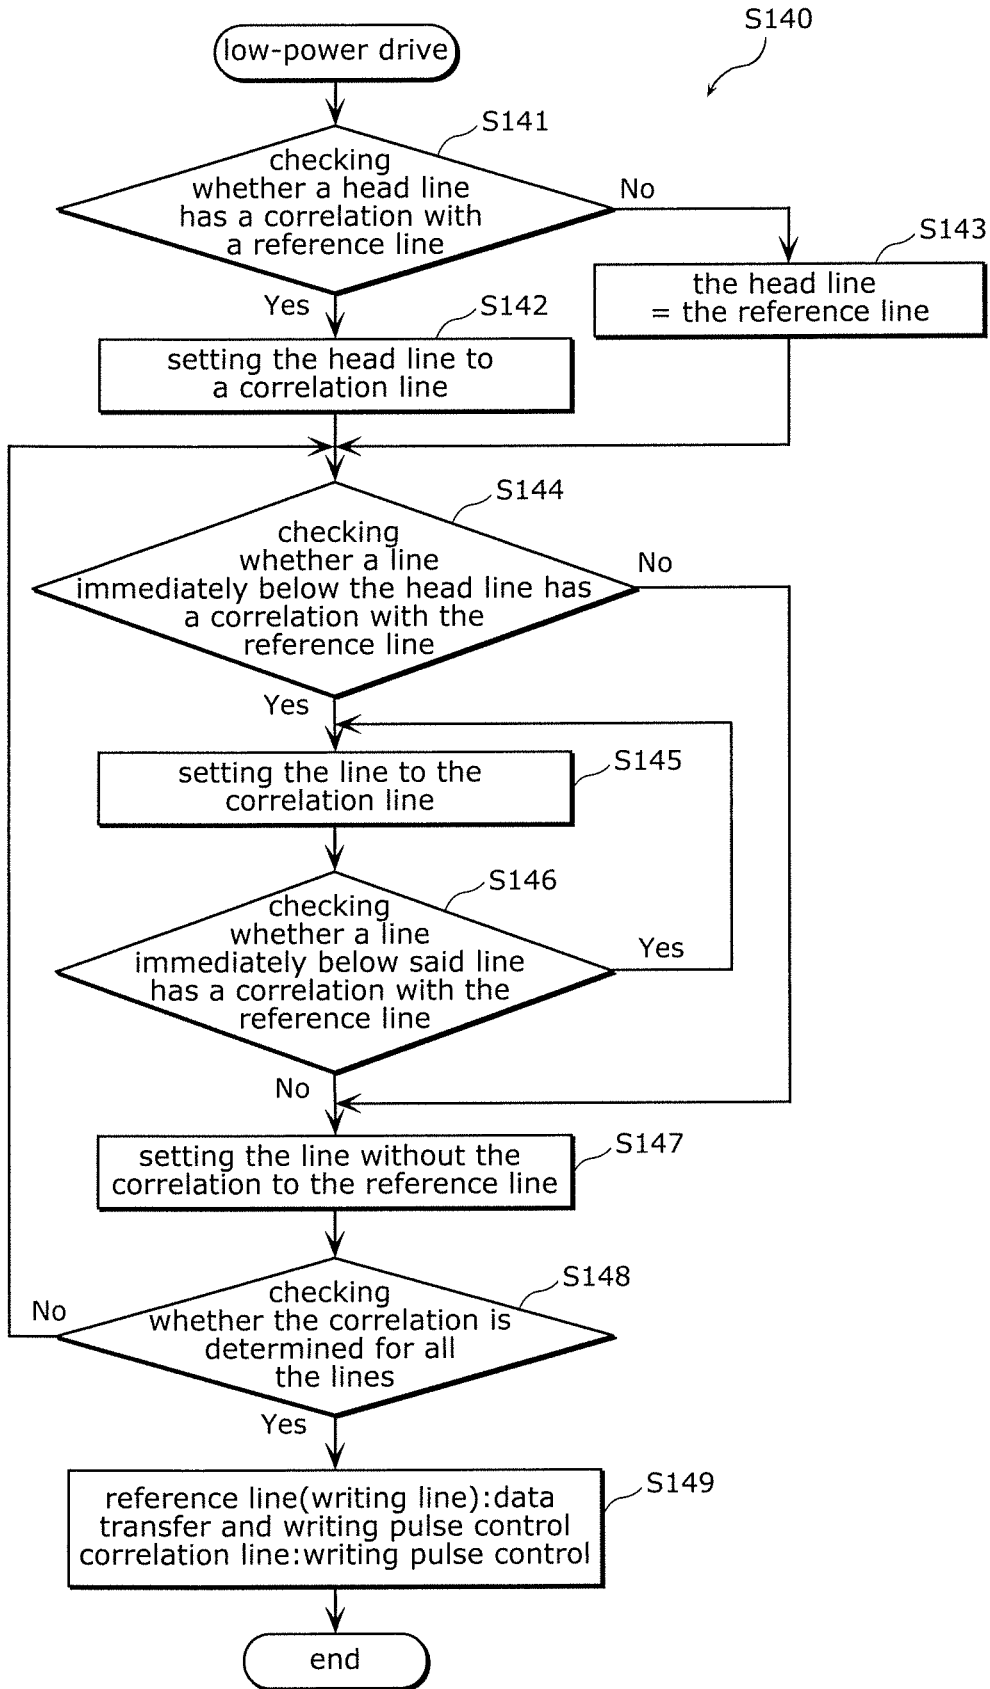 S140
low-power drive
S141
checking
whether a head line
has a correlation with
a reference line
No
S143
the head line
= the reference line
Yes
S142
setting the head line to
a correlation line
S144
checking
whether a line
immediately below the head line has
a correlation with the
reference line
No
Yes
S145
setting the line to the
correlation line
S146
checking
whether a line
immediately below said line
has a correlation with the
reference line
Yes
No
S147
setting the line without the
correlation to the reference line
S148
checking
whether the correlation is
determined for all
the lines
No
Yes
S149
reference line(writing line):data
transfer and writing pulse control
correlation line:writing pulse control
end